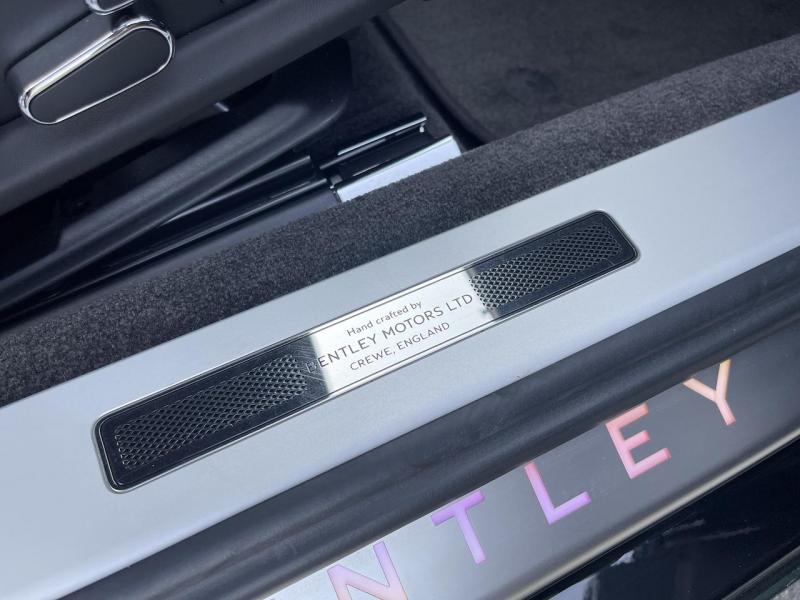 Hand crafted by
BENTLEY MOTORS LTD
CREWE, ENGLAND
NTLEY